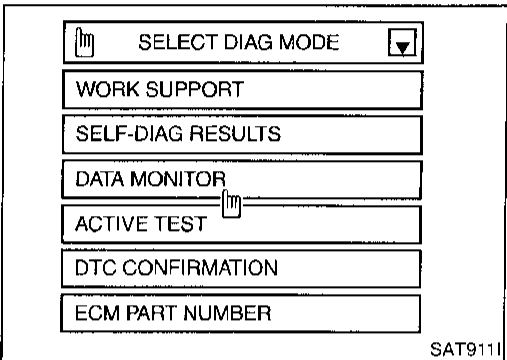 SELECT DIAG MODE
WORK SUPPORT
SELF-DIAG RESULTS
DATA MONITOR
ACTIVE TEST
DTC CONFIRMATION
ECM PART NUMBER
SAT911I